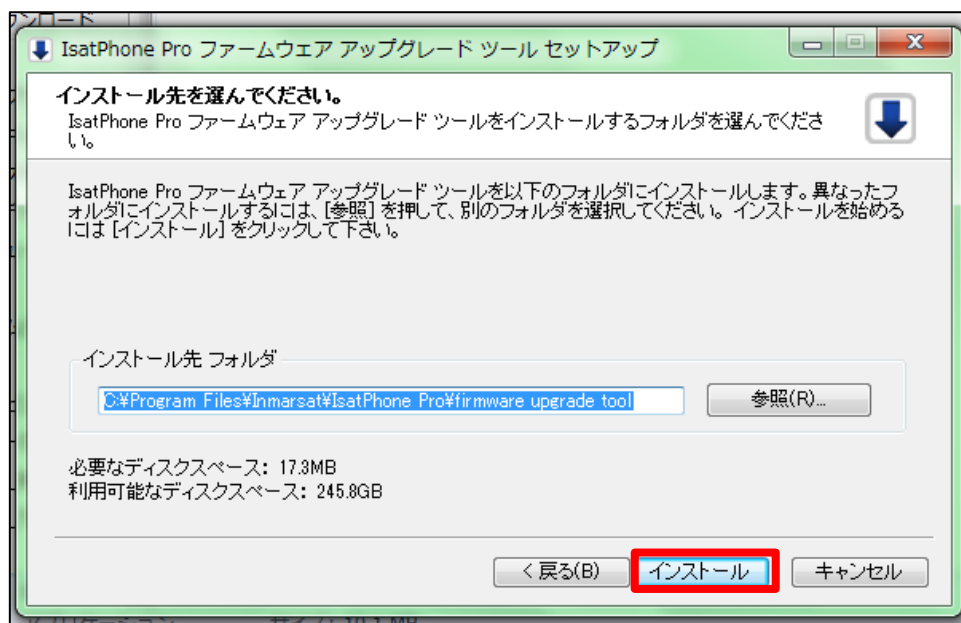 ウンロード
IsatPhone Pro ファームウエア アップグレード ツール セットアップ
インストール先を選んでください。
IsatPhone Pro ファームウェア アップグレード ツールをインストールするフォルダを選んでくださ
い。
IsatPhone Pro ファームウェア アップグレード ツールを以下のフォルダにインストールします。異なったフ
ォルダにインストールするには、[参照] を押して、別のフォルダを選択してください。インストールを始める
には [インストール] をクリックして下さい。
インストール先 フォルダ
C:¥Program Files¥Inmarsat¥IsatPhone Pro¥firmware upgrade tool
参照(R)...
必要なディスクスペース: 17.3MB
利用可能なディスクスペース: 245.8GB
< 戻る(B)
インストール
キャンセル